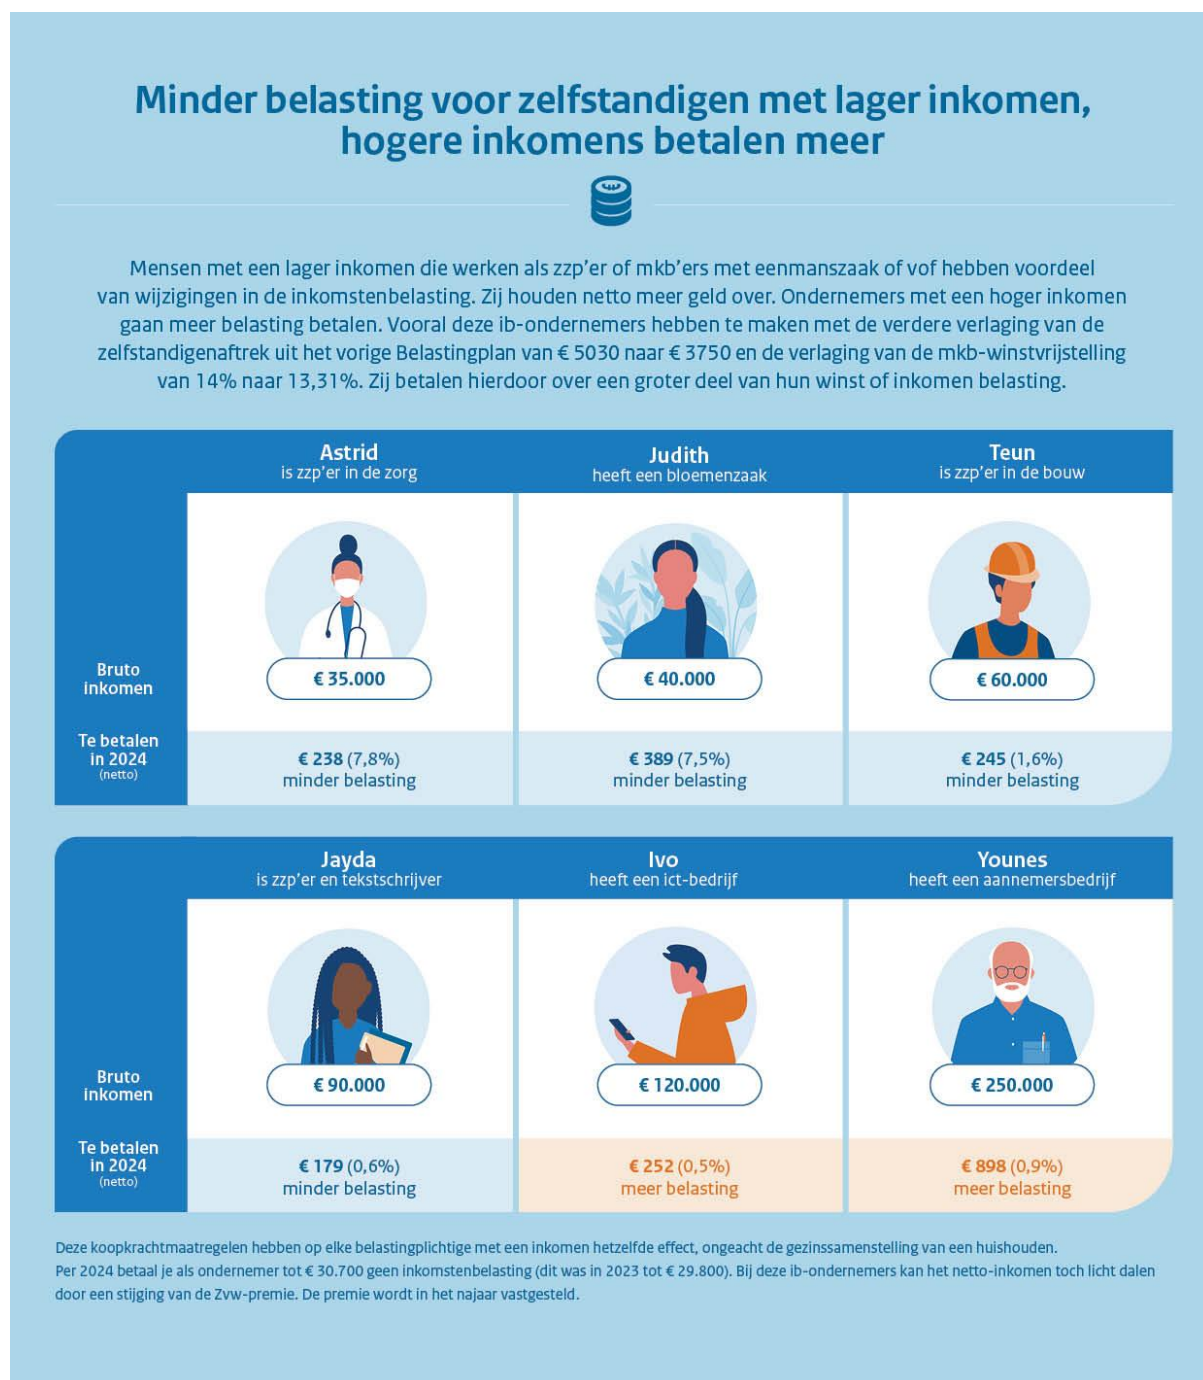 Minder belasting voor zelfstandigen met lager inkomen,
hogere inkomens betalen meer
Mensen met een lager inkomen die werken als zzp'er of mkb'ers met eenmanszaak of vof hebben voordeel
van wijzigingen in de inkomstenbelasting. Zij houden netto meer geld over. Ondernemers met een hoger inkomen
gaan meer belasting betalen. Vooral deze ib-ondernemers hebben te maken met de verdere verlaging van de
zelfstandigenaftrek uit het vorige Belastingplan van € 5030 naar € 3750 en de verlaging van de mkb-winstvrijstelling
van 14% naar 13,31%. Zij betalen hierdoor over een groter deel van hun winst of inkomen belasting.
Astrid
is zzp'er in de zorg
Judith
heeft een bloemenzaak
Teun
is zzp'er in de bouw
Bruto
inkomen
€ 35.000
€ 40.000
€ 60.000
Te betalen
in 2024
(netto)
€ 238 (7,8%)
minder belasting
€ 389 (7,5%)
minder belasting
€ 245 (1,6%)
minder belasting
Jayda
is zzp'er en tekstschrijver
Ivo
heeft een ict-bedrijf
Younes
heeft een aannemersbedrijf
Bruto
inkomen
€ 90.000
€ 120.000
€ 250.000
Te betalen
in 2024
(netto)
€ 179 (0,6%)
minder belasting
€ 252 (0,5%)
meer belasting
€ 898 (0,9%)
meer belasting
Deze koopkrachtmaatregelen hebben op elke belastingplichtige met een inkomen hetzelfde effect, ongeacht de gezinssamenstelling van een huishouden.
Per 2024 betaal je als ondernemer tot € 30.700 geen inkomstenbelasting (dit was in 2023 tot € 29.800). Bij deze ib-ondernemers kan het netto-inkomen toch licht dalen
door een stijging van de Zvw-premie. De premie wordt in het najaar vastgesteld.